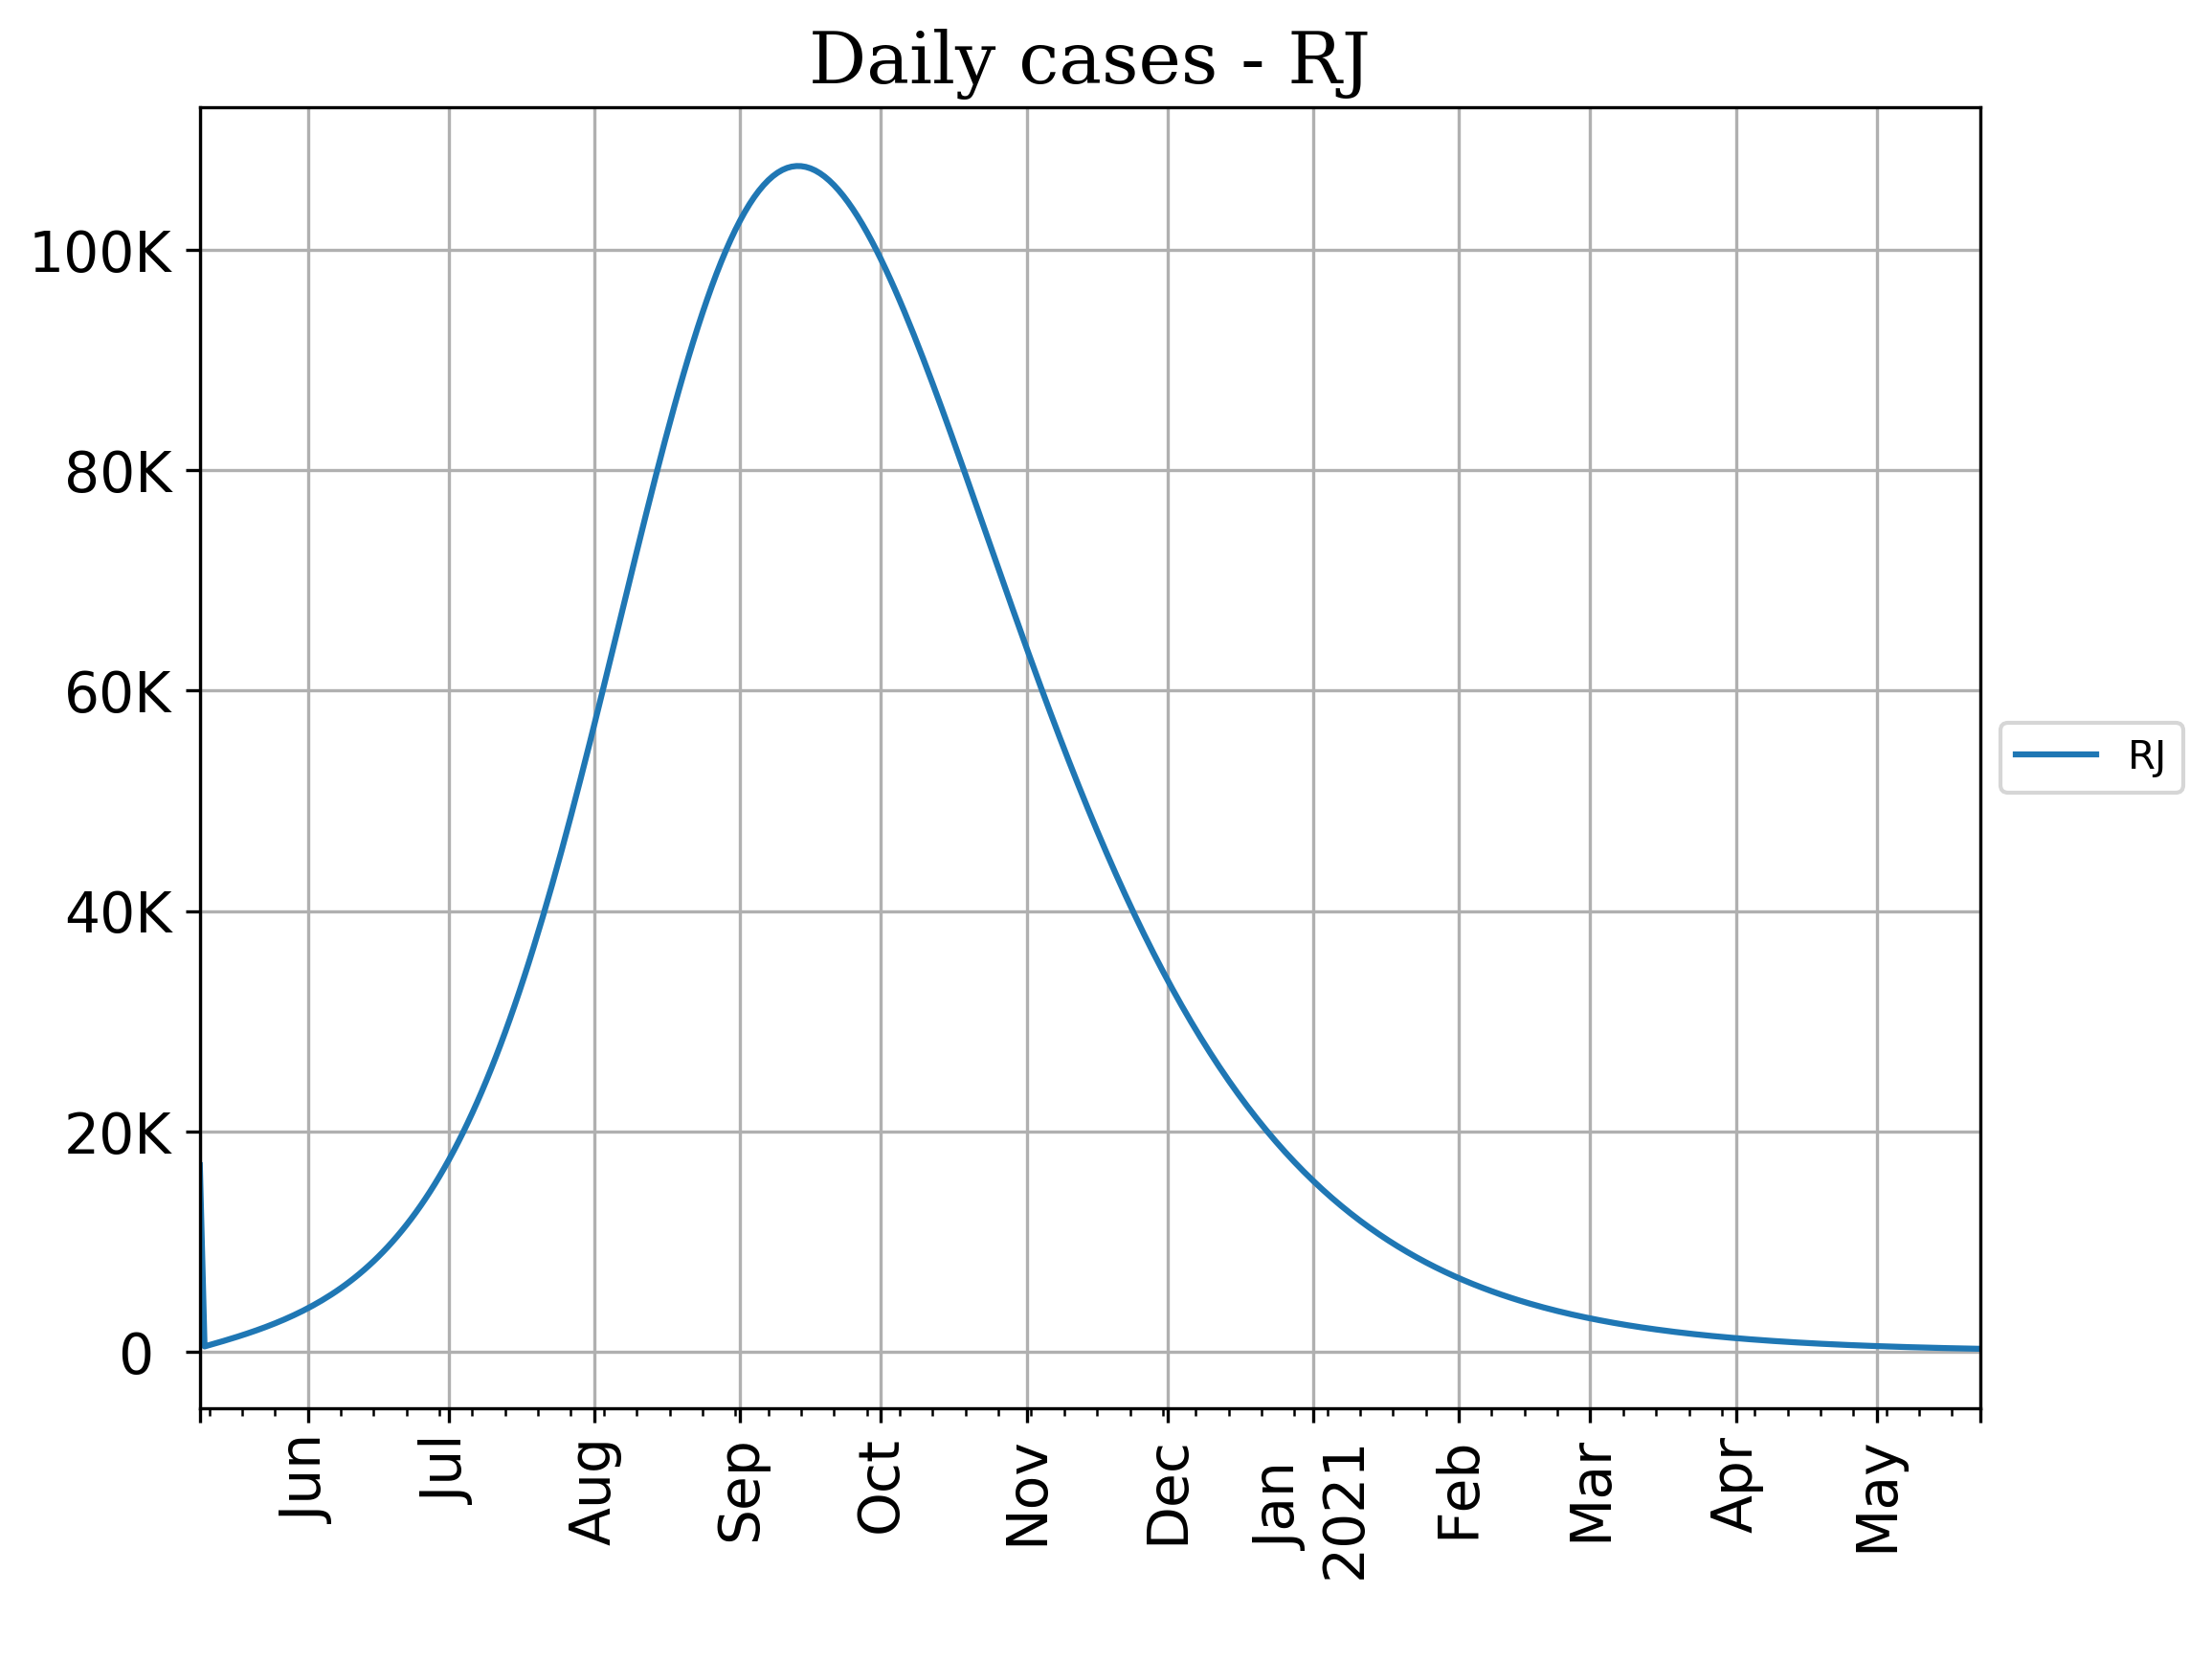 Daily cases - RJ
100K
80K
60K
40K
20K
0
RJ
Jun
Jul
Aug
Sep
Oct
Nov
Dec
Jan
2021
Feb
Mar
Apr
May